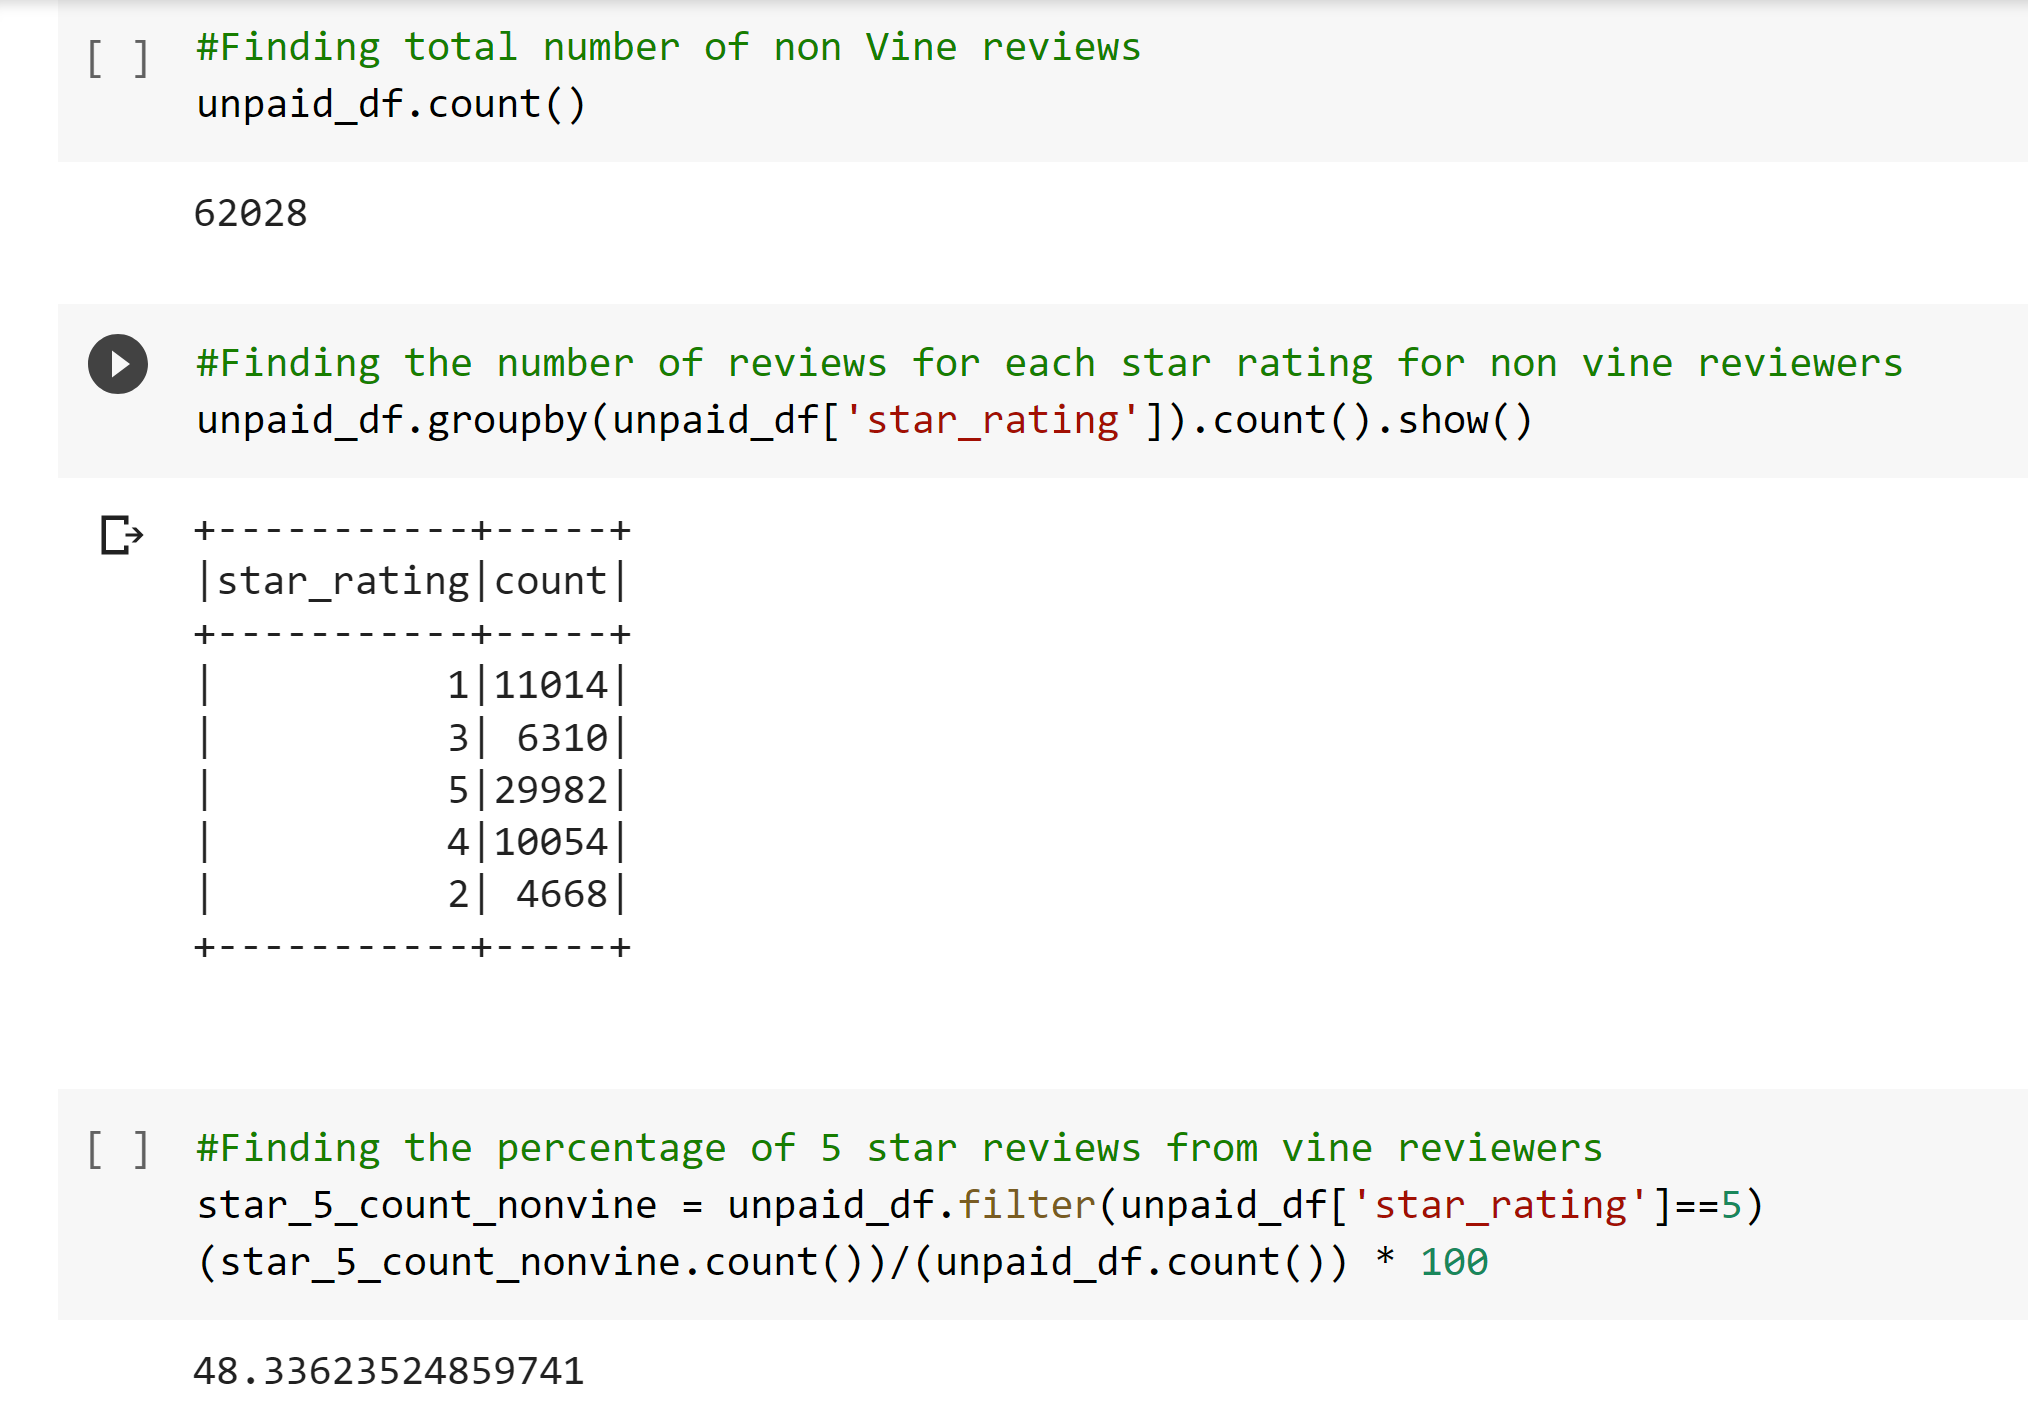 [ ] #Finding total number of non Vine reviews
unpaid_df.count()
62028
#Finding the number of reviews for each star rating for non vine reviewers
unpaid_df.groupby(unpaid_df['star_rating']).count().show()
+-----------+-----+
|star_rating|count|
+-----------+-----+
|          1|11014|
|          3| 6310|
|          5|29982|
|          4|10054|
|          2| 4668|
+-----------+-----+
[ ] #Finding the percentage of 5 star reviews from vine reviewers
star_5_count_nonvine = unpaid_df.filter(unpaid_df['star_rating']==5)
(star_5_count_nonvine.count())/(unpaid_df.count()) * 100
48.33623524859741